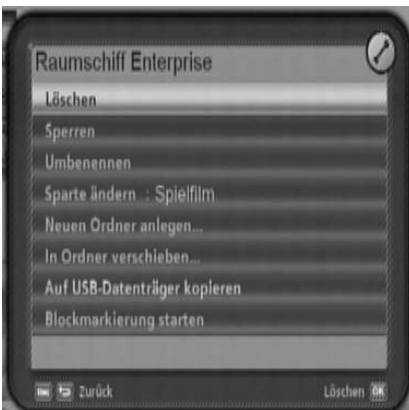 Raumschiff Enterprise
Löschen
Sperren
Umbenennen
Sparte ändern : Spielfilm
Neuen Ordner anlegen...
In Ordner verschieben...
Auf USB-Datenträger kopieren
Blockmarkierung starten
Zurück
Löschen OK